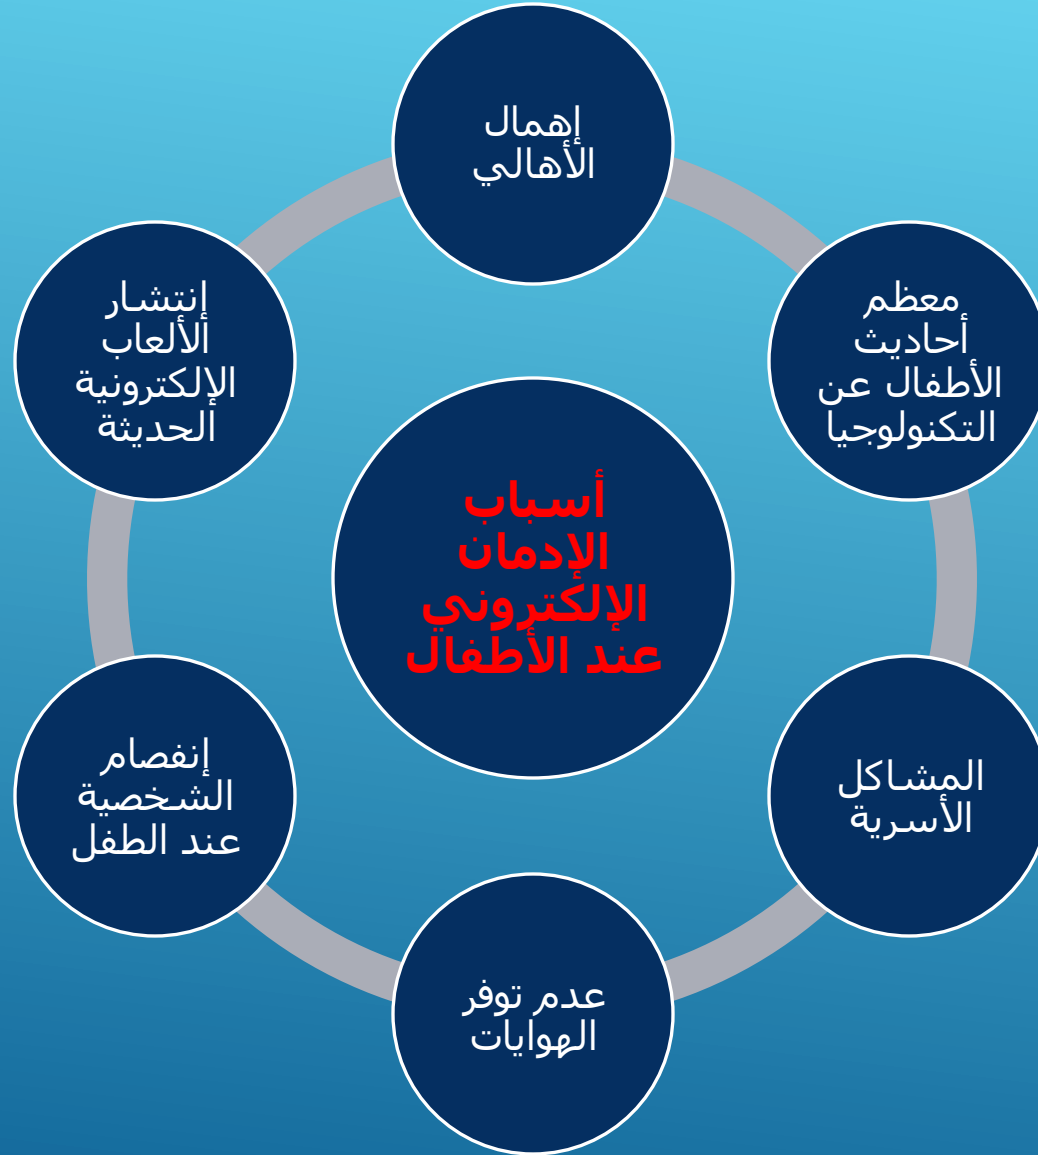 إهمال
الأهالي
معظم
أحاديث
الأطفال عن
التكنولوجيا
المشاكل
الأسرية
عدم توفر
الهوايات
إنفصام
الشخصية
عند الطفل
إنتشار
الألعاب
الإلكترونية
الحديثة
أسباب
الإدمان
الإلكتروني
عند الأطفال